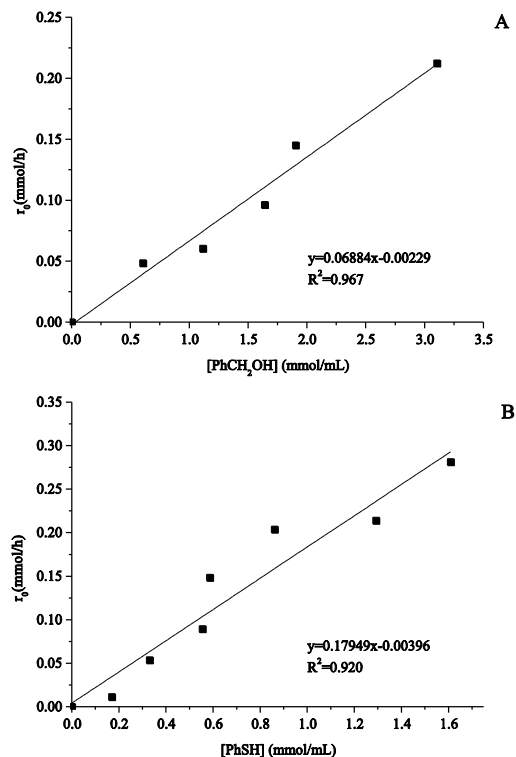 A
0.25
0.20
0.15
0.10
0.05
0.00
r₀(mmol/h)
y=0.06884x-0.00229
R²=0.967
0.0 0.5 1.0 1.5 2.0 2.5 3.0 3.5
[PhCH₂OH] (mmol/mL)
B
0.35
0.30
0.25
0.20
0.15
0.10
0.05
0.00
r₀(mmol/h)
y=0.17949x-0.00396
R²=0.920
0.0 0.2 0.4 0.6 0.8 1.0 1.2 1.4 1.6
[PhSH] (mmol/mL)